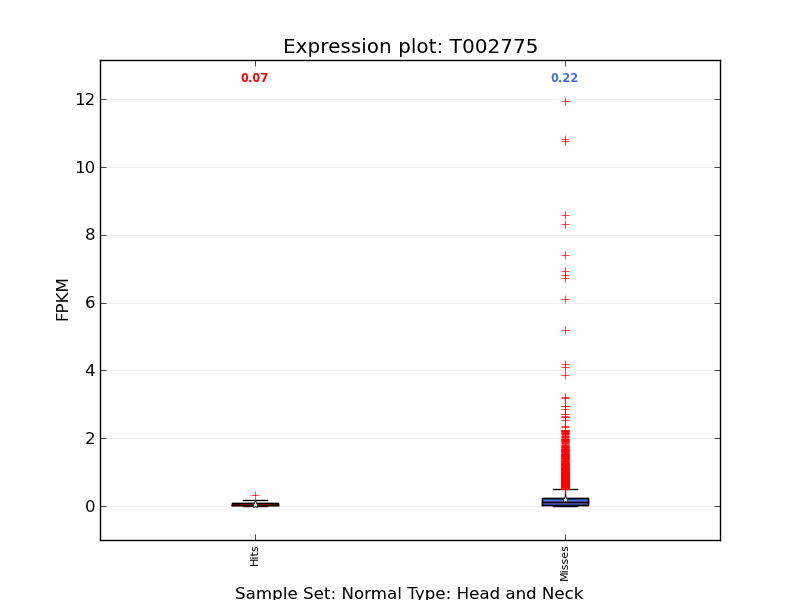 Expression plot: T002775
0.07
0.22
12
10
8
6
4
2
0
FPKM
Hits
Misses
Sample Set: Normal Type: Head and Neck